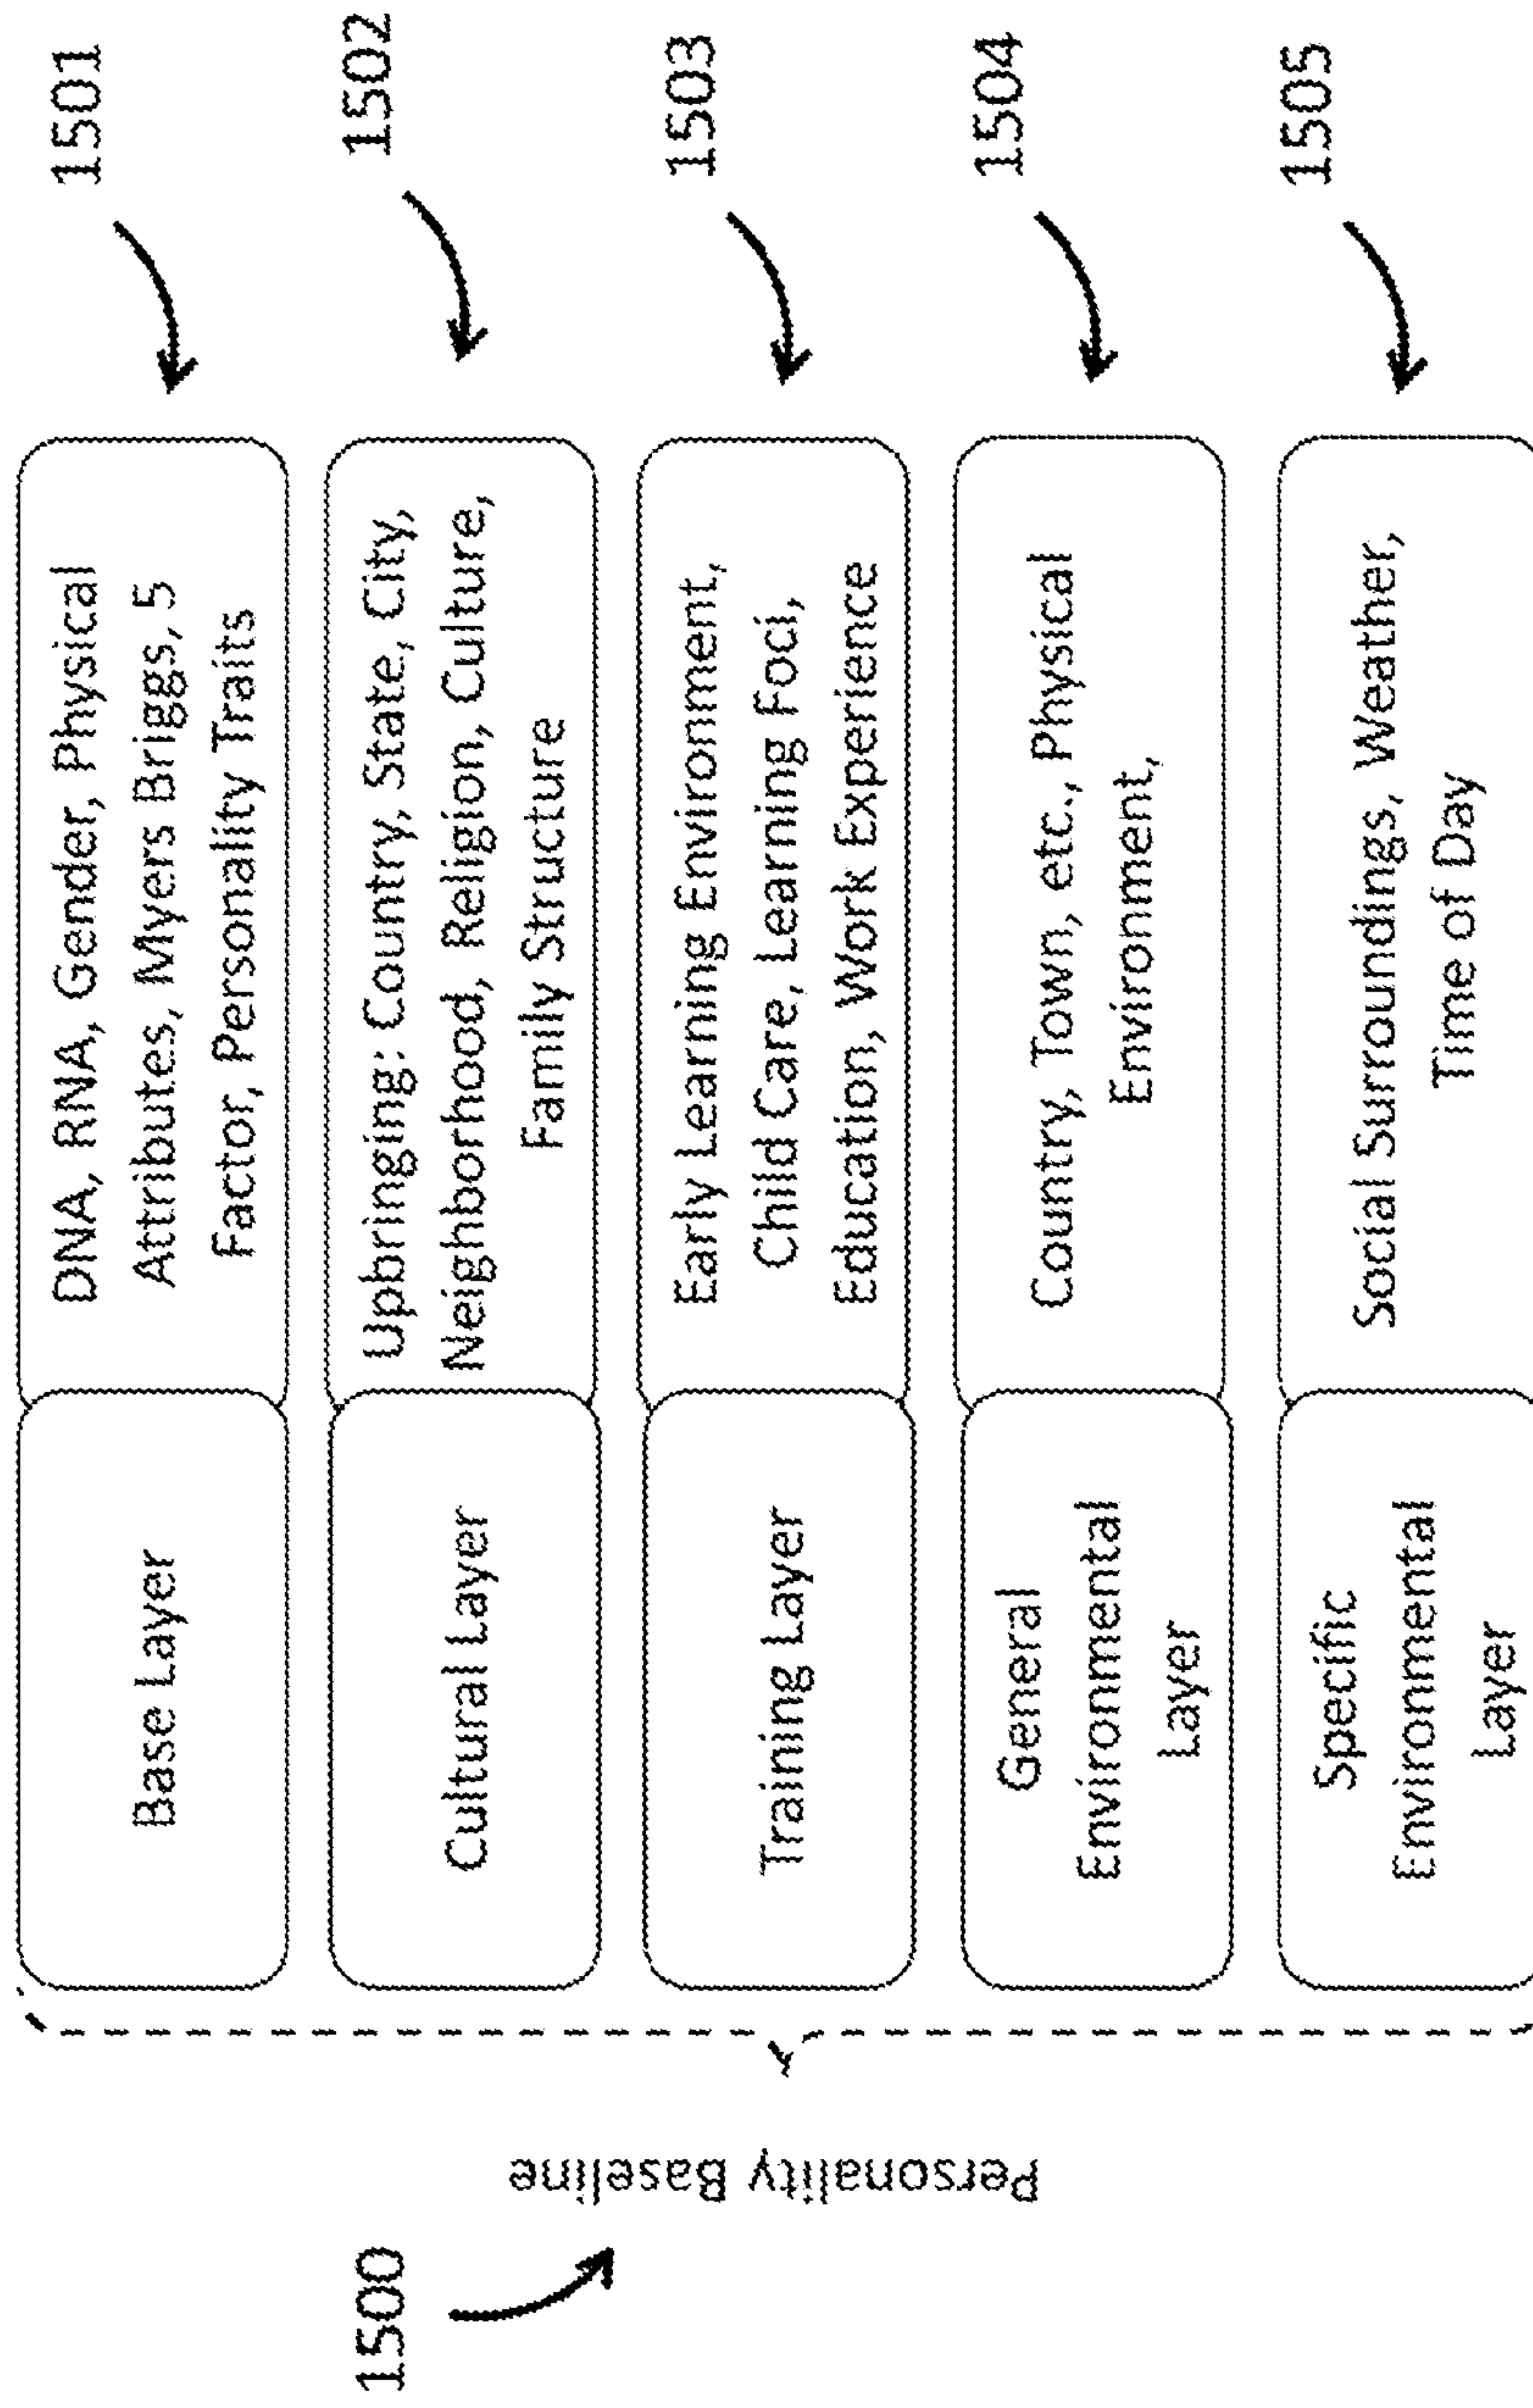 1500
Personality Baseline
Base Layer
DNA, RNA, Gender, Physical
Attributes, Myers Briggs, 5
Factor, Personality Traits
1501
Cultural Layer
Upbringing: Country, State, City,
Neighborhood, Religion, Culture,
Family Structure
1502
Training Layer
Early Learning Environment,
Child Care, Learning Foci,
Education, Work Experience
1503
General
Environmental
Layer
Country, Town, etc., Physical
Environment,
1504
Specific
Environmental
Layer
Social Surroundings, Weather,
Time of Day
1505